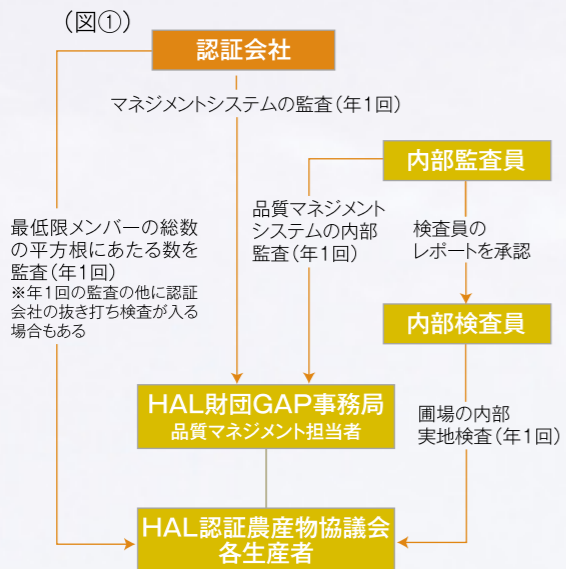 （図①）
認証会社
マネジメントシステムの監査（年1回）
内部監査員
最低限メンバーの総数
の平方根にあたる数を
監査（年1回）
※年1回の監査の他に認証
会社の抜き打ち検査が入る
場合もある
品質マネジメント
システムの内部
監査（年1回）
検査員の
レポートを承認
内部検査員
HAL財団GAP事務局
品質マネジメント担当者
圃場の内部
実地検査（年1回）
HAL認証農産物協議会
各生産者